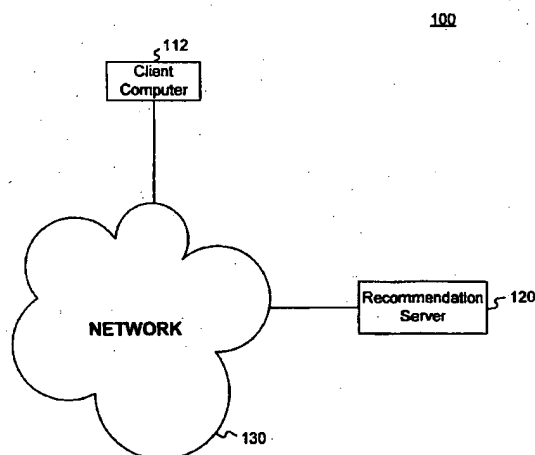 100
112
Client
Computer
Recommendation
Server
120
NETWORK
130